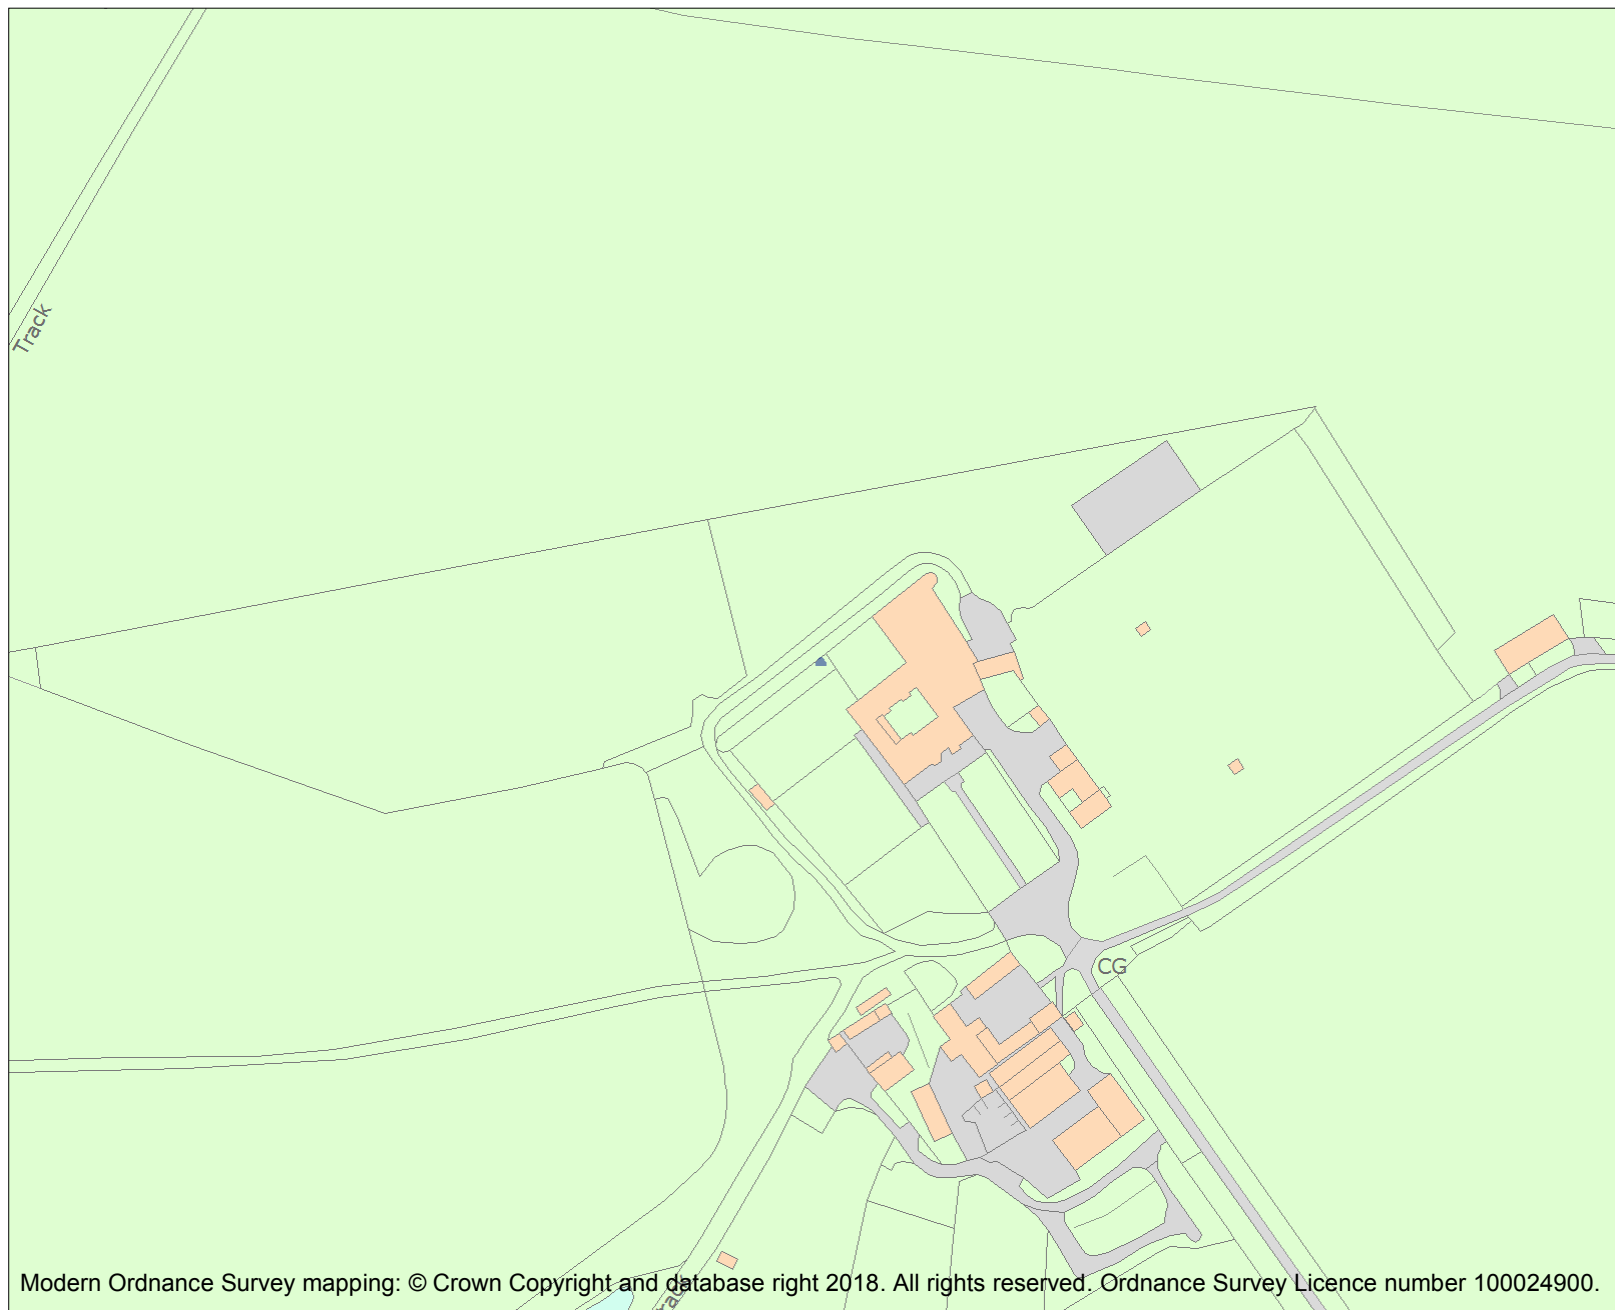 Track
CG
Track
Modern Ordnance Survey mapping: © Crown Copyright and database right 2018. All rights reserved. Ordnance Survey Licence number 100024900.